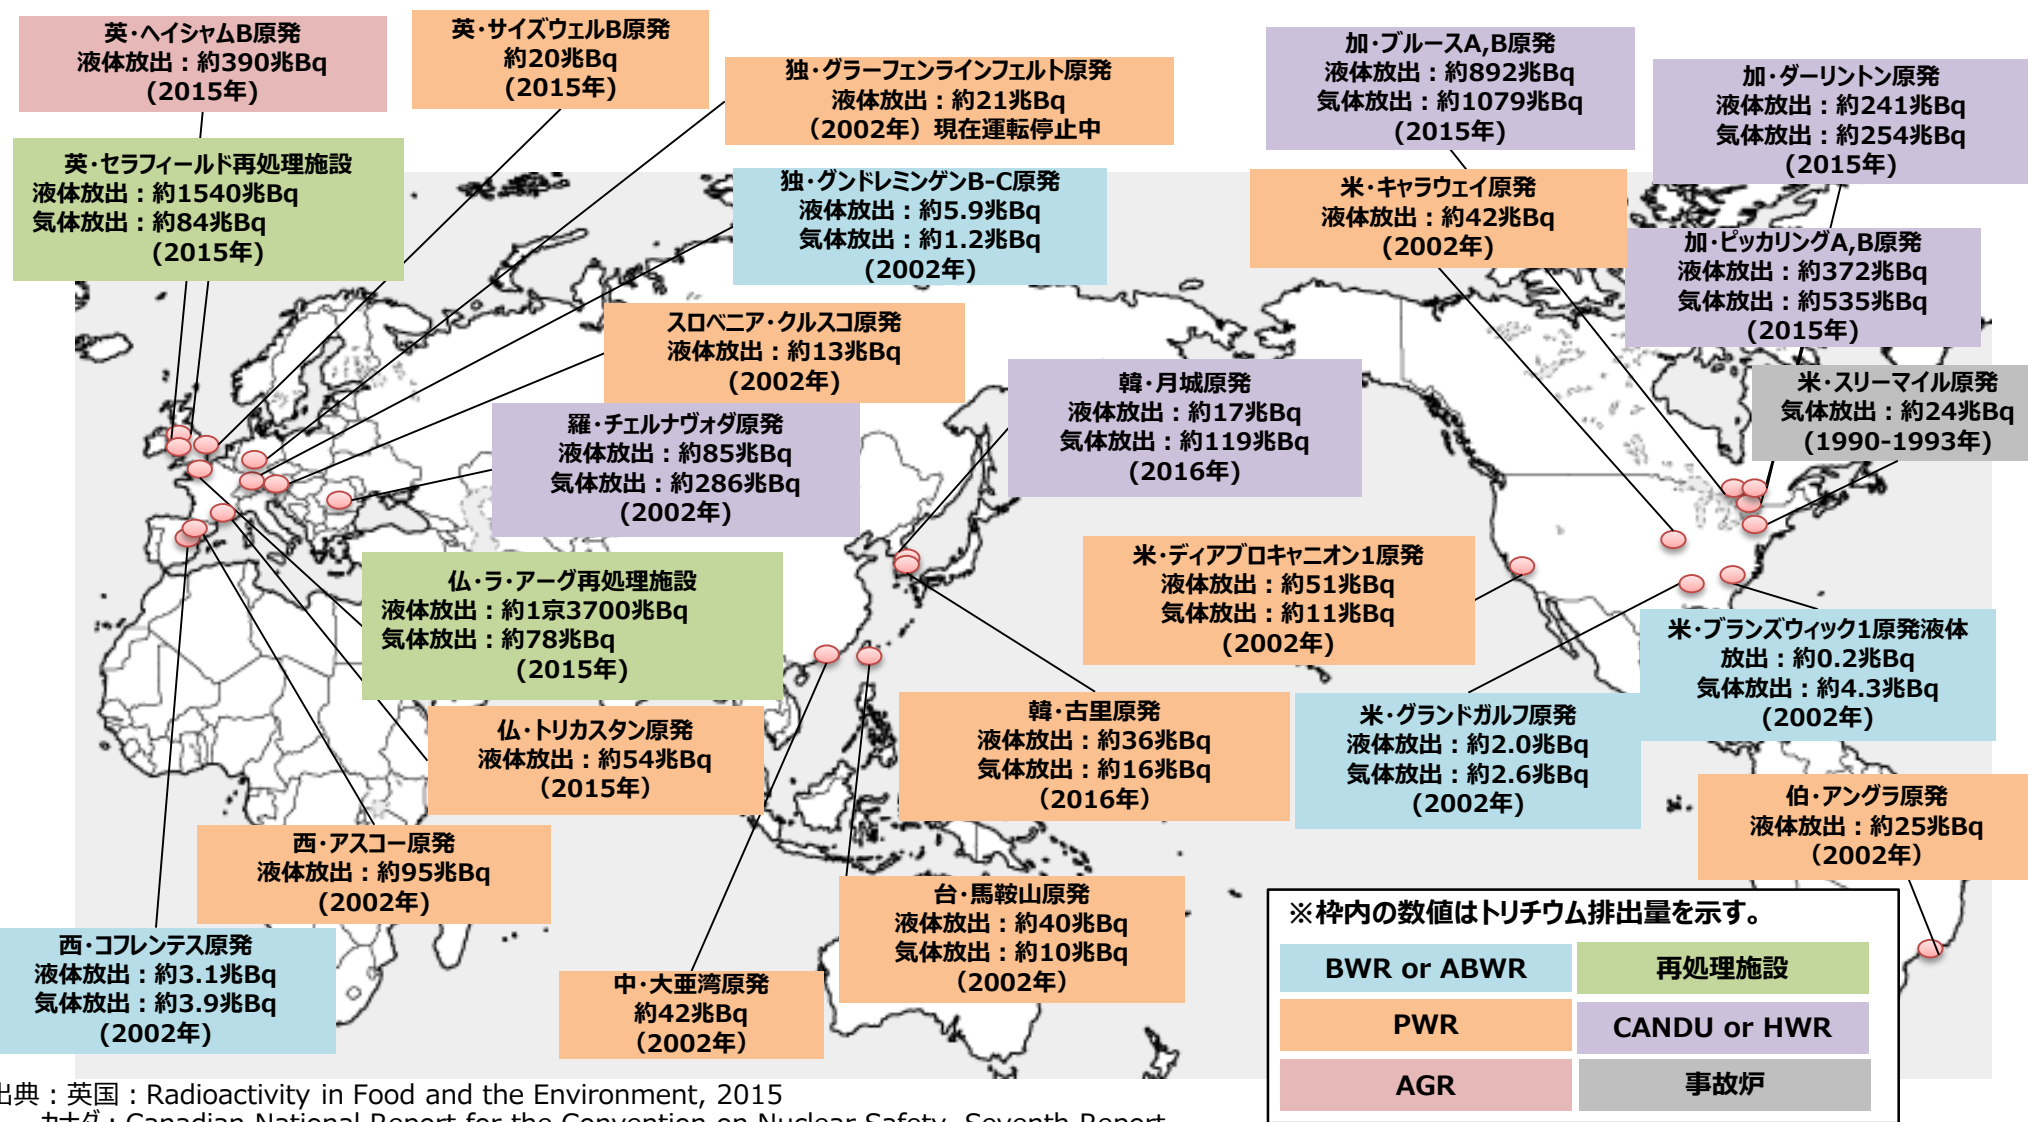 英・ヘイシャムB原発
液体放出：約390兆Bq
(2015年)
英・サイズウェルB原発
約20兆Bq
(2015年)
独・グラーフェンラインフェルト原発
液体放出：約21兆Bq
（2002年）現在運転停止中
加・ブルースA,B原発
液体放出：約892兆Bq
気体放出：約1079兆Bq
(2015年)
加・ダーリントン原発
液体放出：約241兆Bq
気体放出：約254兆Bq
(2015年)
英・セラフィールド再処理施設
液体放出：約1540兆Bq
気体放出：約84兆Bq
(2015年)
独・グンドレミンゲンB-C原発
液体放出：約5.9兆Bq
気体放出：約1.2兆Bq
(2002年)
米・キャラウェイ原発
液体放出：約42兆Bq
(2002年)
加・ピッカリングA,B原発
液体放出：約372兆Bq
気体放出：約535兆Bq
(2015年)
スロベニア・クルスコ原発
液体放出：約13兆Bq
(2002年)
韓・月城原発
液体放出：約17兆Bq
気体放出：約119兆Bq
(2016年)
米・スリーマイル原発
気体放出：約24兆Bq
(1990-1993年)
羅・チェルナヴォダ原発
液体放出：約85兆Bq
気体放出：約286兆Bq
(2002年)
仏・ラ・アーグ再処理施設
液体放出：約1京3700兆Bq
気体放出：約78兆Bq
(2015年)
米・ディアブロキャニオン1原発
液体放出：約51兆Bq
気体放出：約11兆Bq
(2002年)
米・ブランズウィック1原発液体
放出：約0.2兆Bq
気体放出：約4.3兆Bq
(2002年)
仏・トリカスタン原発
液体放出：約54兆Bq
（2015年）
韓・古里原発
液体放出：約36兆Bq
気体放出：約16兆Bq
（2016年）
米・グランドガルフ原発
液体放出：約2.0兆Bq
気体放出：約2.6兆Bq
(2002年)
伯・アングラ原発
液体放出：約25兆Bq
（2002年）
西・アスコー原発
液体放出：約95兆Bq
(2002年)
台・馬鞍山原発
液体放出：約40兆Bq
気体放出：約10兆Bq
（2002年）
西・コフレンテス原発
液体放出：約3.1兆Bq
気体放出：約3.9兆Bq
(2002年)
中・大亜湾原発
約42兆Bq
（2002年）
※枠内の数値はトリチウム排出量を示す。
BWR or ABWR
再処理施設
PWR
CANDU or HWR
AGR
事故炉
出典：英国：Radioactivity in Food and the Environment, 2015
カナダ：Canadian National Report for the Convention on Nuclear Safety, Seventh Report